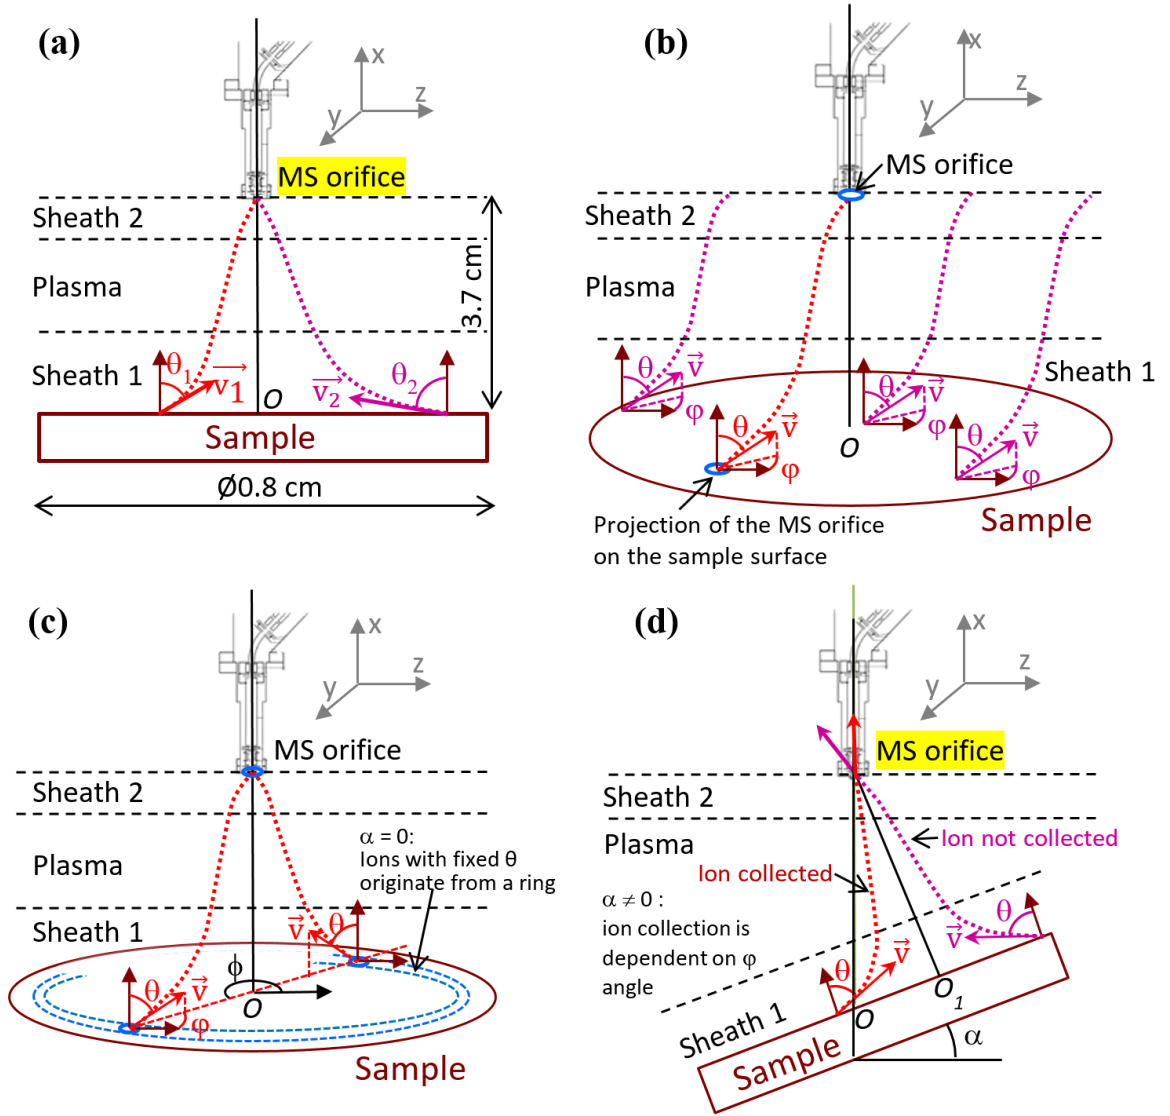 (a)
x
z
y
MS orifice
Sheath 2
Plasma
3.7 cm
Sheath 1
θ1
v1
θ2
v2
O
Sample
Ø0.8 cm
(b)
x
z
y
MS orifice
Sheath 2
Plasma
Sheath 1
θ
v
φ
θ
v
φ
θ
v
φ
θ
v
φ
O
Projection of the MS orifice
on the sample surface
Sample
(c)
x
z
y
MS orifice
Sheath 2
Plasma
α = 0:
Ions with fixed θ
originate from a ring
Sheath 1
θ
v
φ
θ
v
ϕ
O
Sample
(d)
x
z
y
MS orifice
Sheath 2
Plasma
Ion not collected
Ion collected
α ≠ 0 :
ion collection is
dependent on φ
angle
θ
v
θ
v
Sheath 1
O
O1
α
Sample